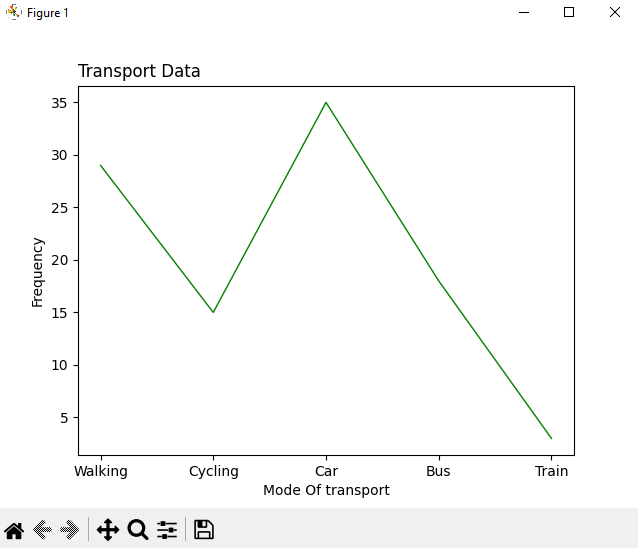 Figure 1
Transport Data
35
30
25
20
15
10
5
Frequency
Walking Cycling Car Bus Train
Mode Of transport